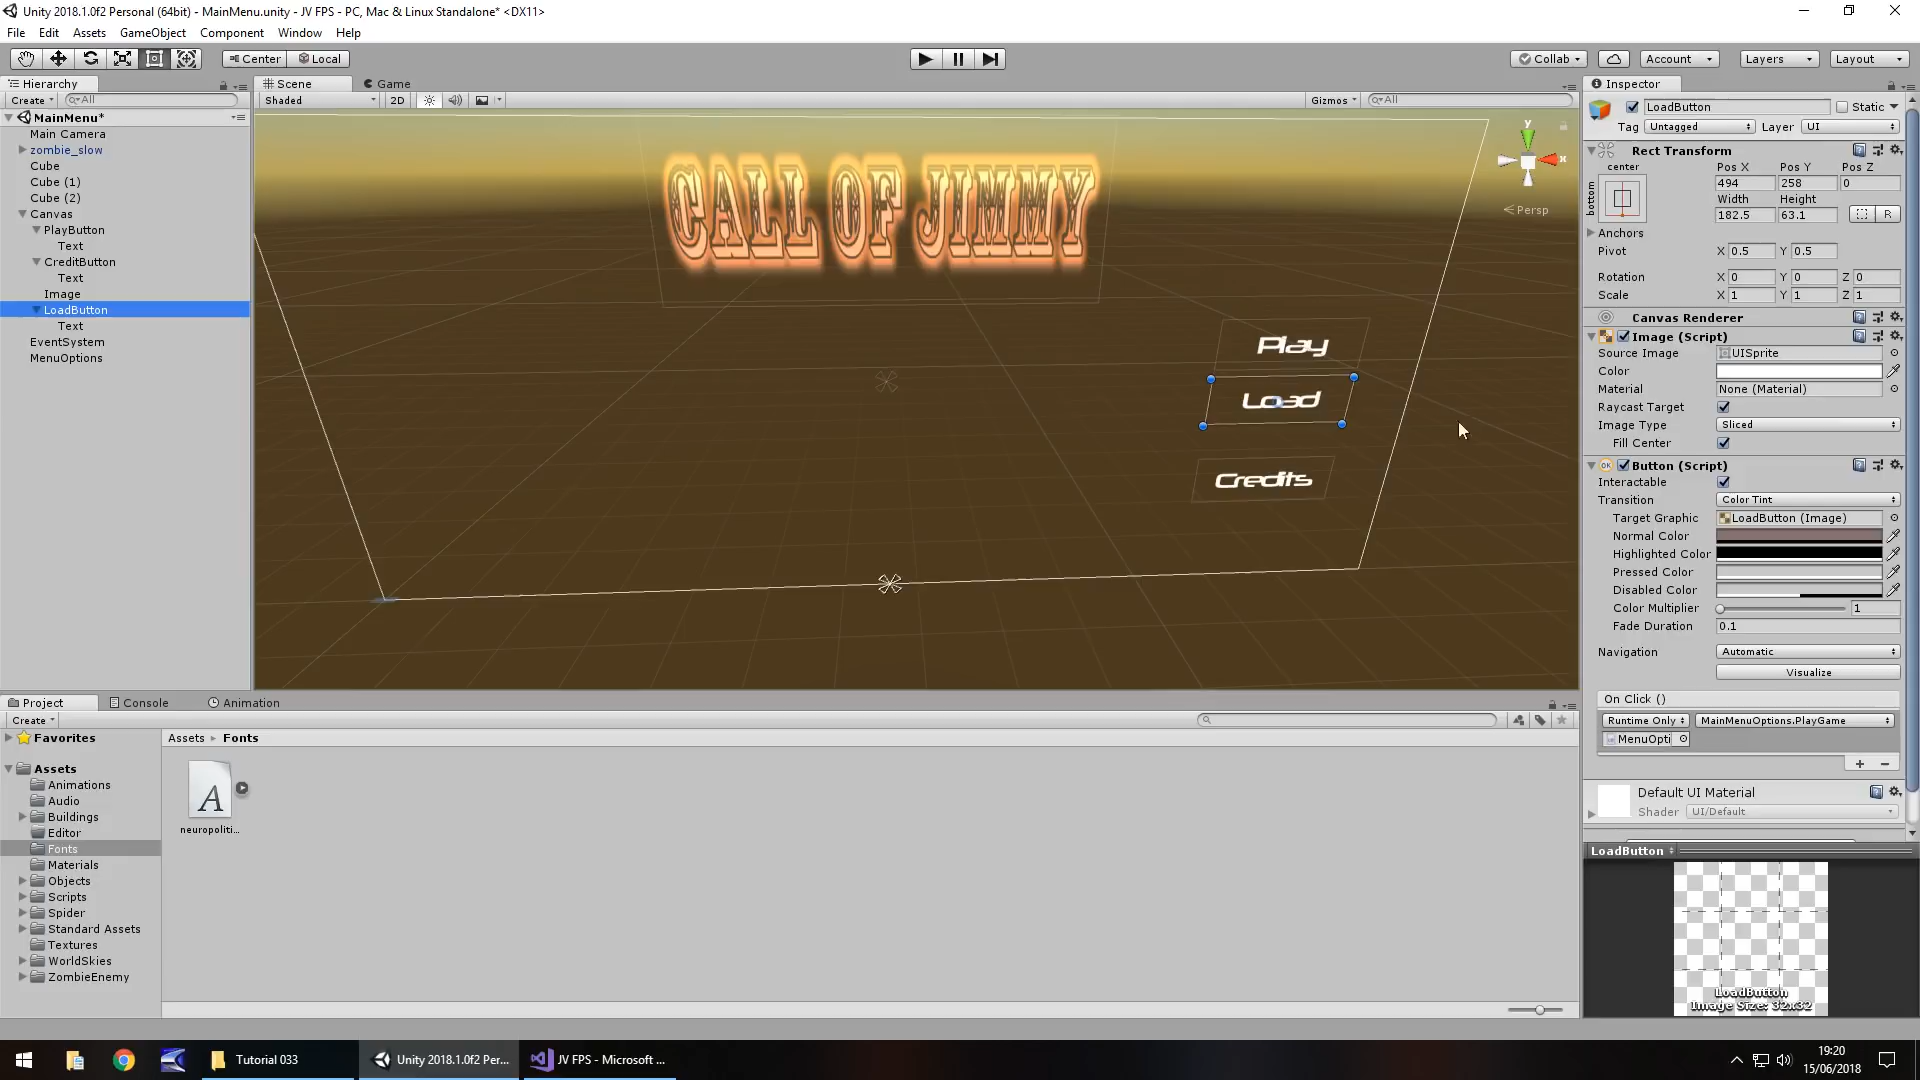 Unity 2018.1.0f2 Personal (64bit) - MainMenu.unity - JV FPS - PC, Mac & Linux Standalone* <DX11>
File Edit Assets GameObject Component Window Help
Center Local
Collab Account Layers Layout
Hierarchy
Create All
MainMenu*
Main Camera
zombie_slow
Cube
Cube (1)
Cube (2)
Canvas
PlayButton
Text
CreditButton
Text
Image
LoadButton
Text
EventSystem
MenuOptions
Scene Game
Shaded 2D Gizmos All
CALL OF JIMMY
y
x
Persp
Play
Load
Credits
Inspector
LoadButton Static
Tag Untagged Layer UI
Rect Transform
center Pos X Pos Y Pos Z
494 258 0
bottom Width Height
182.5 63.1 R
Anchors
Pivot X 0.5 Y 0.5
Rotation X 0 Y 0 Z 0
Scale X 1 Y 1 Z 1
Canvas Renderer
Image (Script)
Source Image UISprite
Color
Material None (Material)
Raycast Target
Image Type Sliced
Fill Center
OK Button (Script)
Interactable
Transition Color Tint
Target Graphic LoadButton (Image)
Normal Color
Highlighted Color
Pressed Color
Disabled Color
Color Multiplier 1
Fade Duration 0.1
Navigation Automatic
Visualize
On Click ()
Runtime Only MainMenuOptions.PlayGame
MenuOpti
+ −
Default UI Material
Shader UI/Default
LoadButton
LoadButton
Image Size: 32x32
Project Console Animation
Create
Favorites
Assets
Animations
Audio
Buildings
Editor
Fonts
Materials
Objects
Scripts
Spider
Standard Assets
Textures
WorldSkies
ZombieEnemy
Assets Fonts
A
neuropoliti...
Tutorial 033
Unity 2018.1.0f2 Per...
JV FPS - Microsoft ...
19:20
15/06/2018